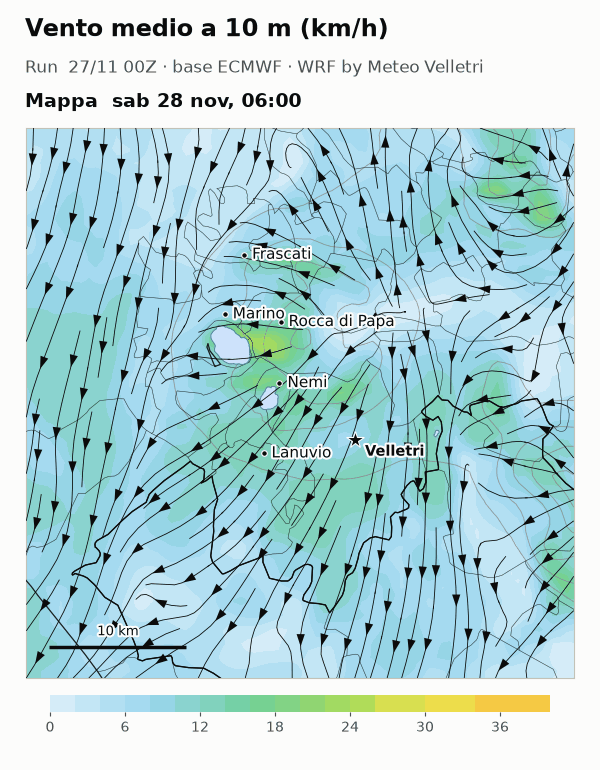 Vento medio a 10 m (km/h)
Run  27/11 00Z · base ECMWF · WRF by Meteo Velletri
Mappa  sab 28 nov, 06:00
Frascati
Marino
Rocca di Papa
Nemi
Velletri
Lanuvio
10 km
0 6 12 18 24 30 36